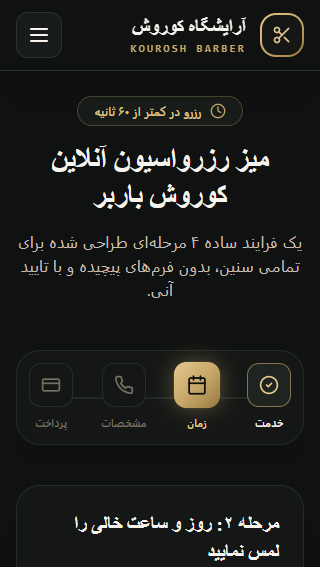 آرایشگاه کوروش
KOUROSH BARBER
رزرو در کمتر از ۶۰ ثانیه
میز رزرواسیون آنلاین
کوروش باربر
یک فرایند ساده ۴ مرحله‌ای طراحی شده برای
تمامی سنین، بدون فرم‌های پیچیده و با تایید
آنی.
خدمت
زمان
مشخصات
پرداخت
مرحله ۲: روز و ساعت خالی را
لمس نمایید